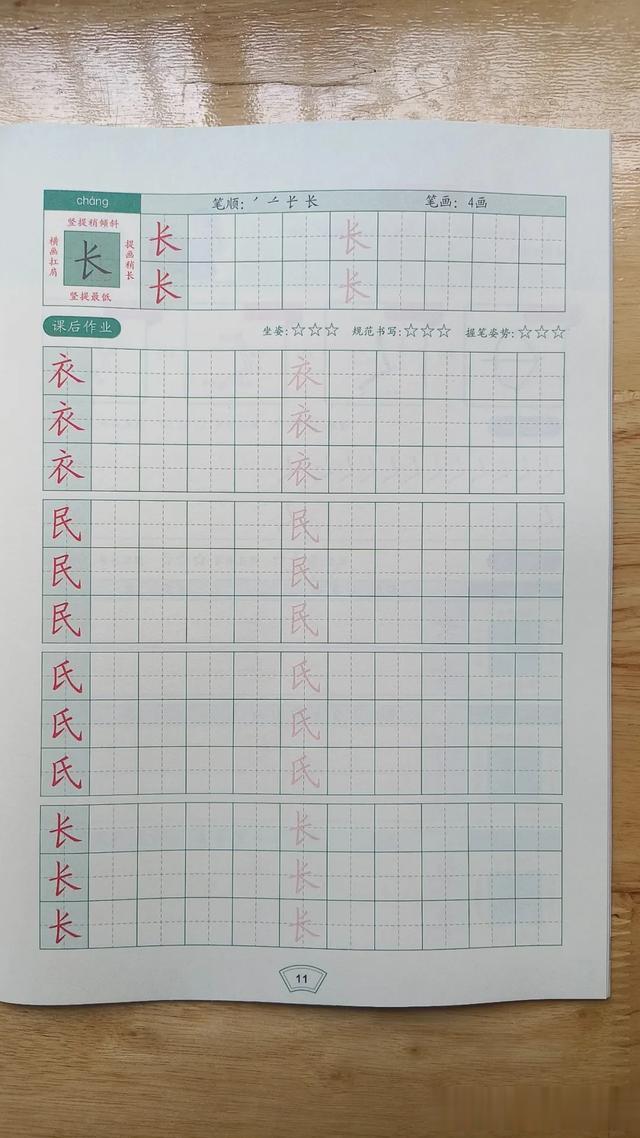 cháng
笔顺: ノ 𠂉 长 长 笔画: 4画
竖提稍倾斜
横画扛肩
长
提画稍长
竖提最低
长 长
长 长
课后作业 坐姿:☆☆☆ 规范书写:☆☆☆ 握笔姿势:☆☆☆
衣 衣
衣 衣
衣 衣
民 民
民 民
民 民
氏 氏
氏 氏
氏 氏
长 长
长 长
长 长
11